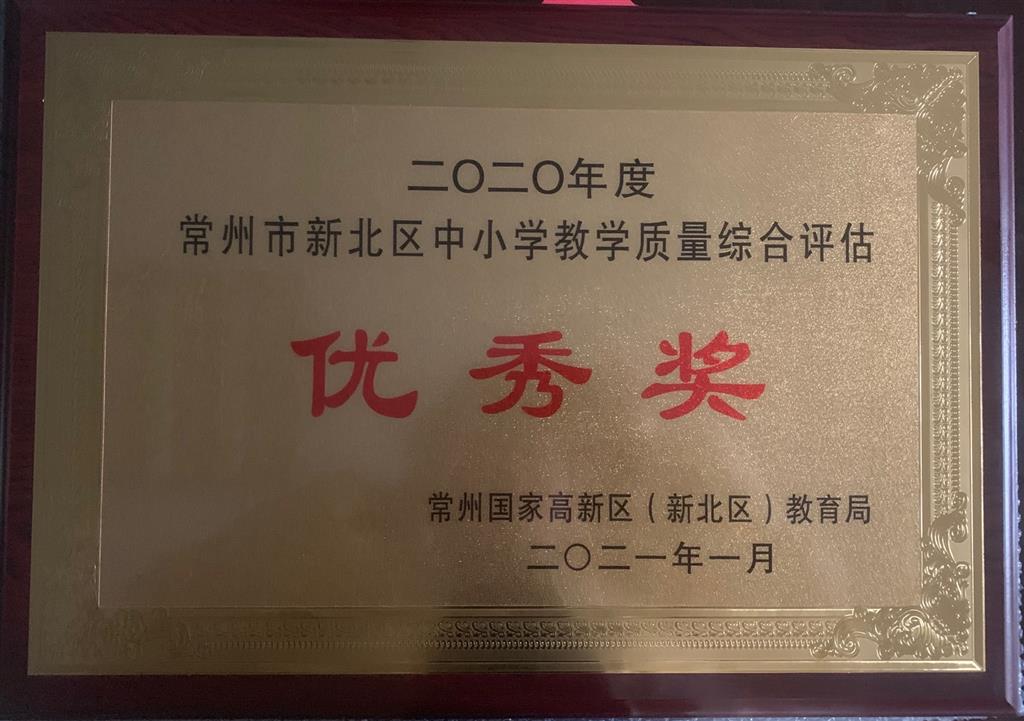 二〇二〇年度
常州市新北区中小学教学质量综合评估
优秀奖
常州国家高新区（新北区）教育局
二〇二一年一月